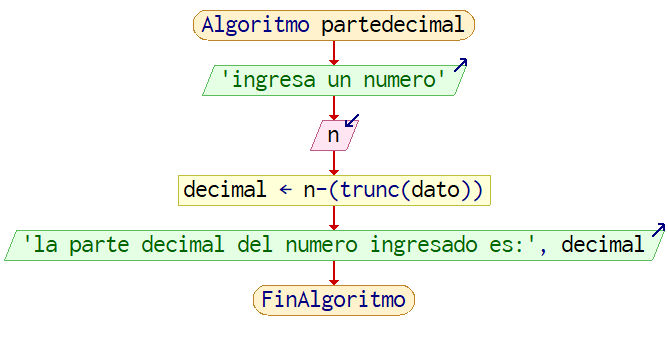 Algoritmo partedecimal
'ingresa un numero'
n
decimal ← n-(trunc(dato))
'la parte decimal del numero ingresado es:', decimal
FinAlgoritmo